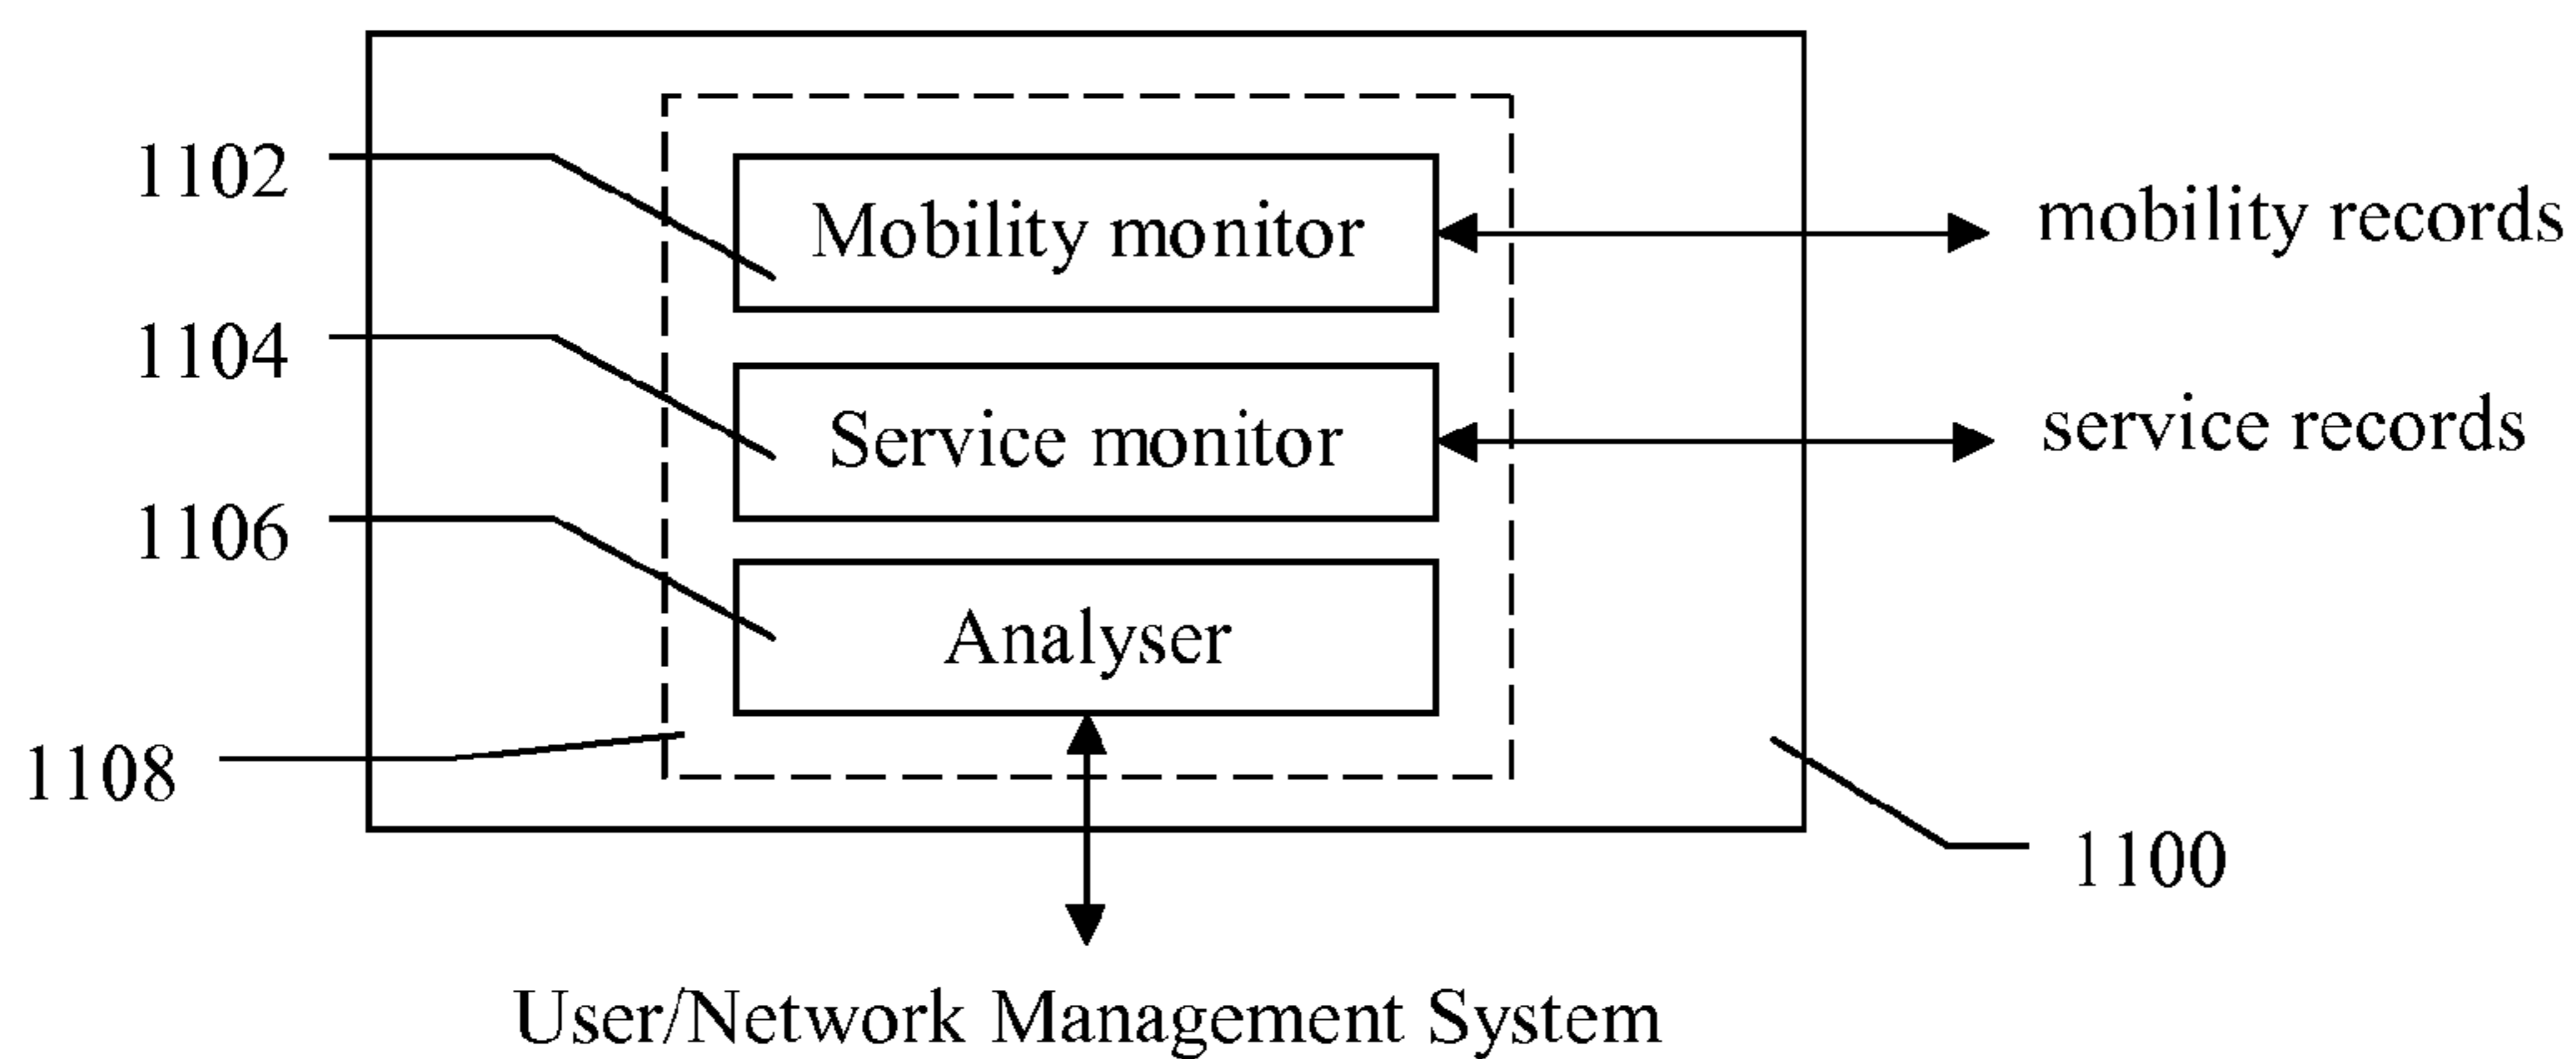 1102
Mobility monitor
mobility records
1104
Service monitor
service records
1106
Analyser
1108
1100
User/Network Management System